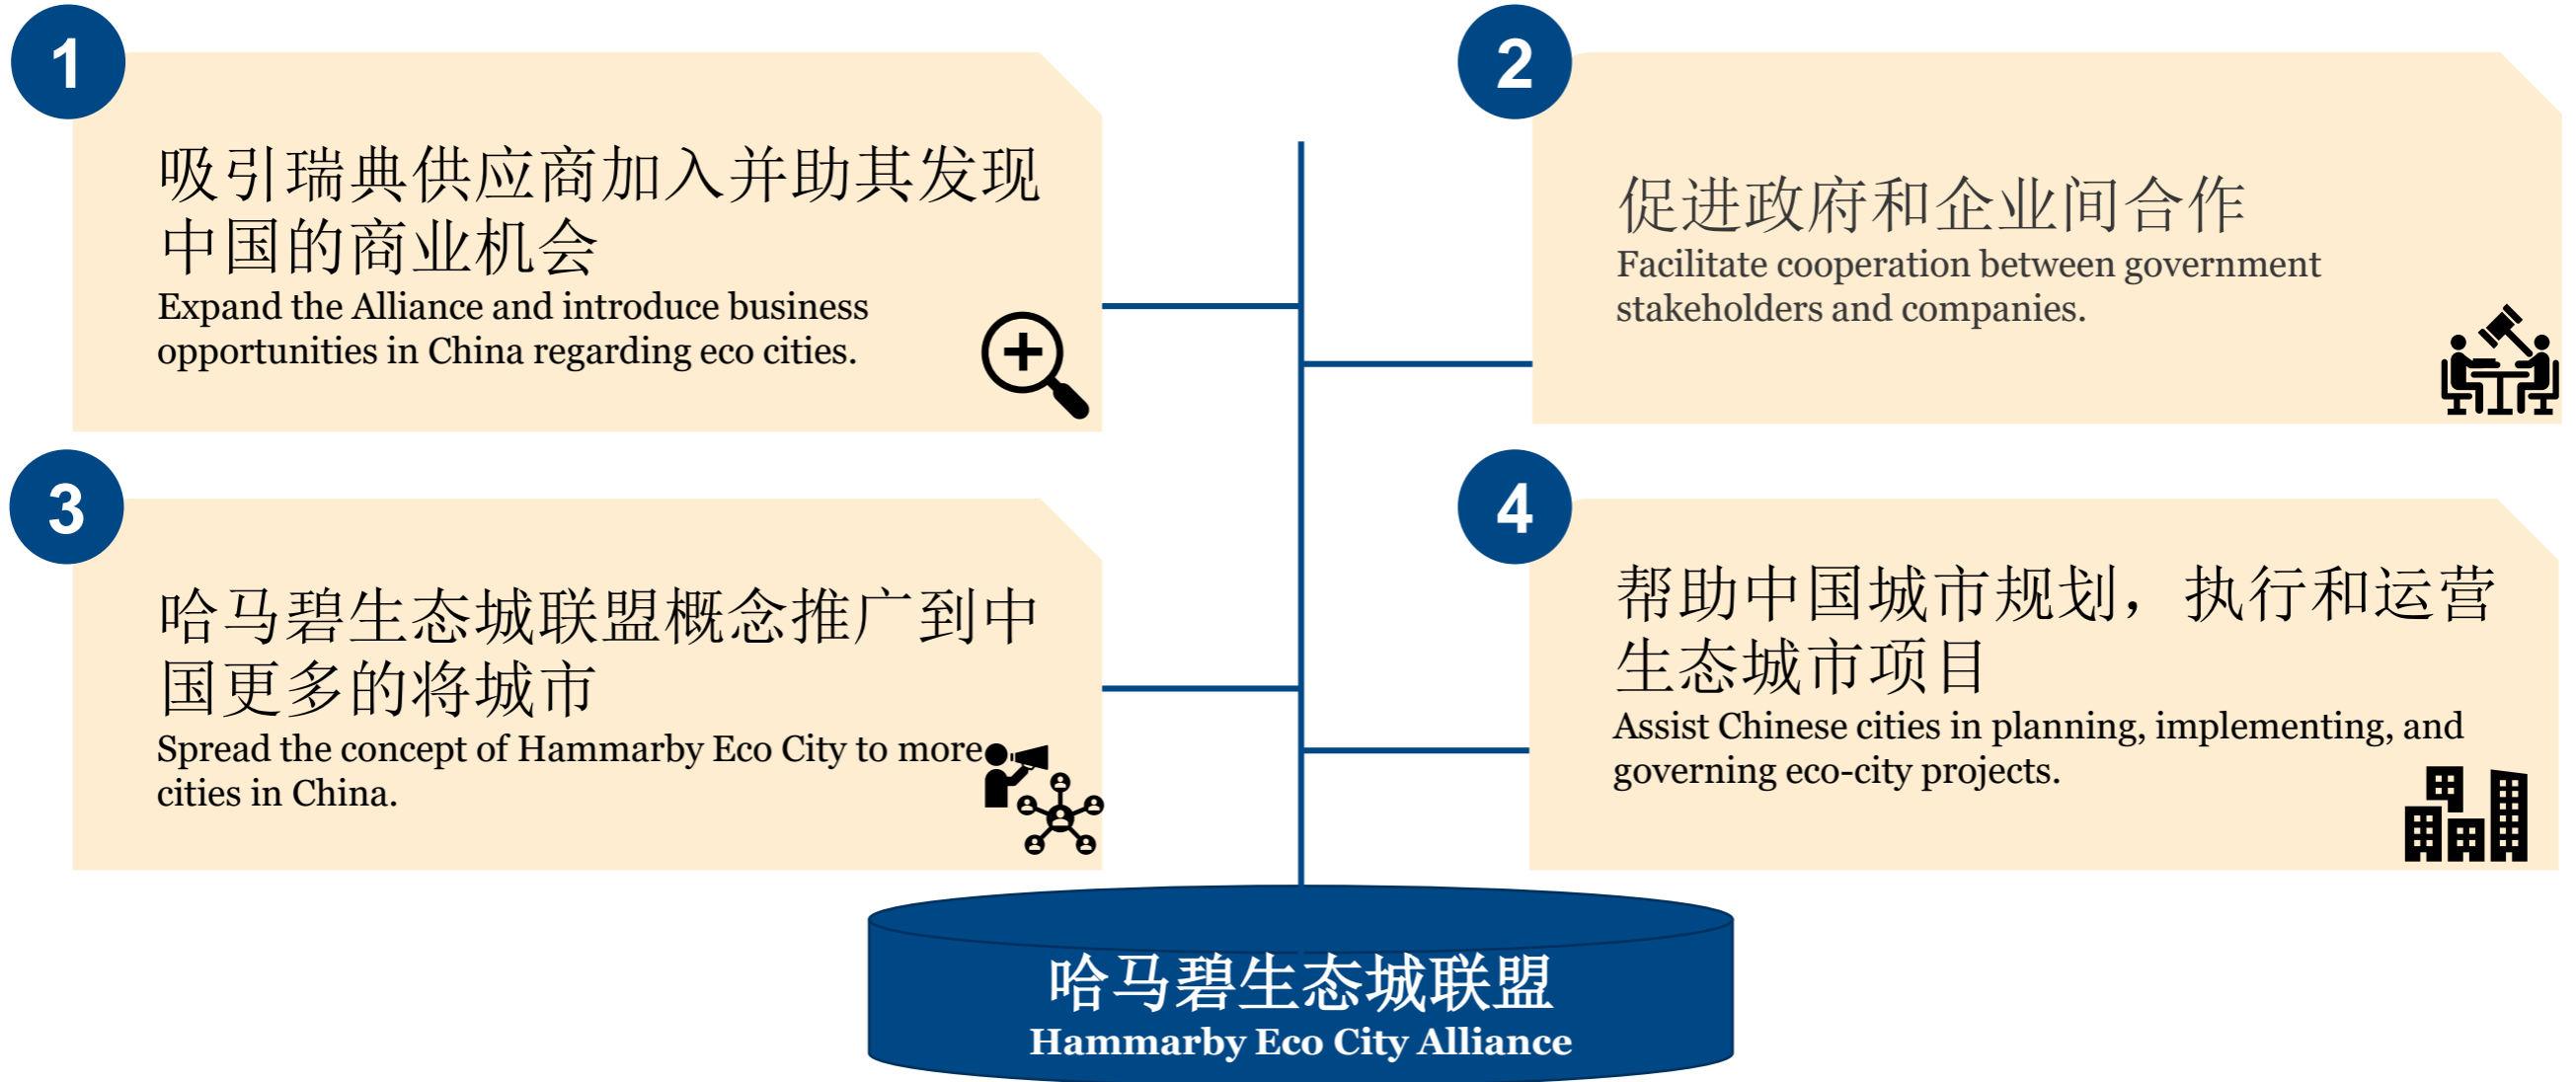 1
吸引瑞典供应商加入并助其发现
中国的商业机会
Expand the Alliance and introduce business
opportunities in China regarding eco cities.
2
促进政府和企业间合作
Facilitate cooperation between government
stakeholders and companies.
3
哈马碧生态城联盟概念推广到中
国更多的将城市
Spread the concept of Hammarby Eco City to more
cities in China.
4
帮助中国城市规划，执行和运营
生态城市项目
Assist Chinese cities in planning, implementing, and
governing eco-city projects.
哈马碧生态城联盟
Hammarby Eco City Alliance